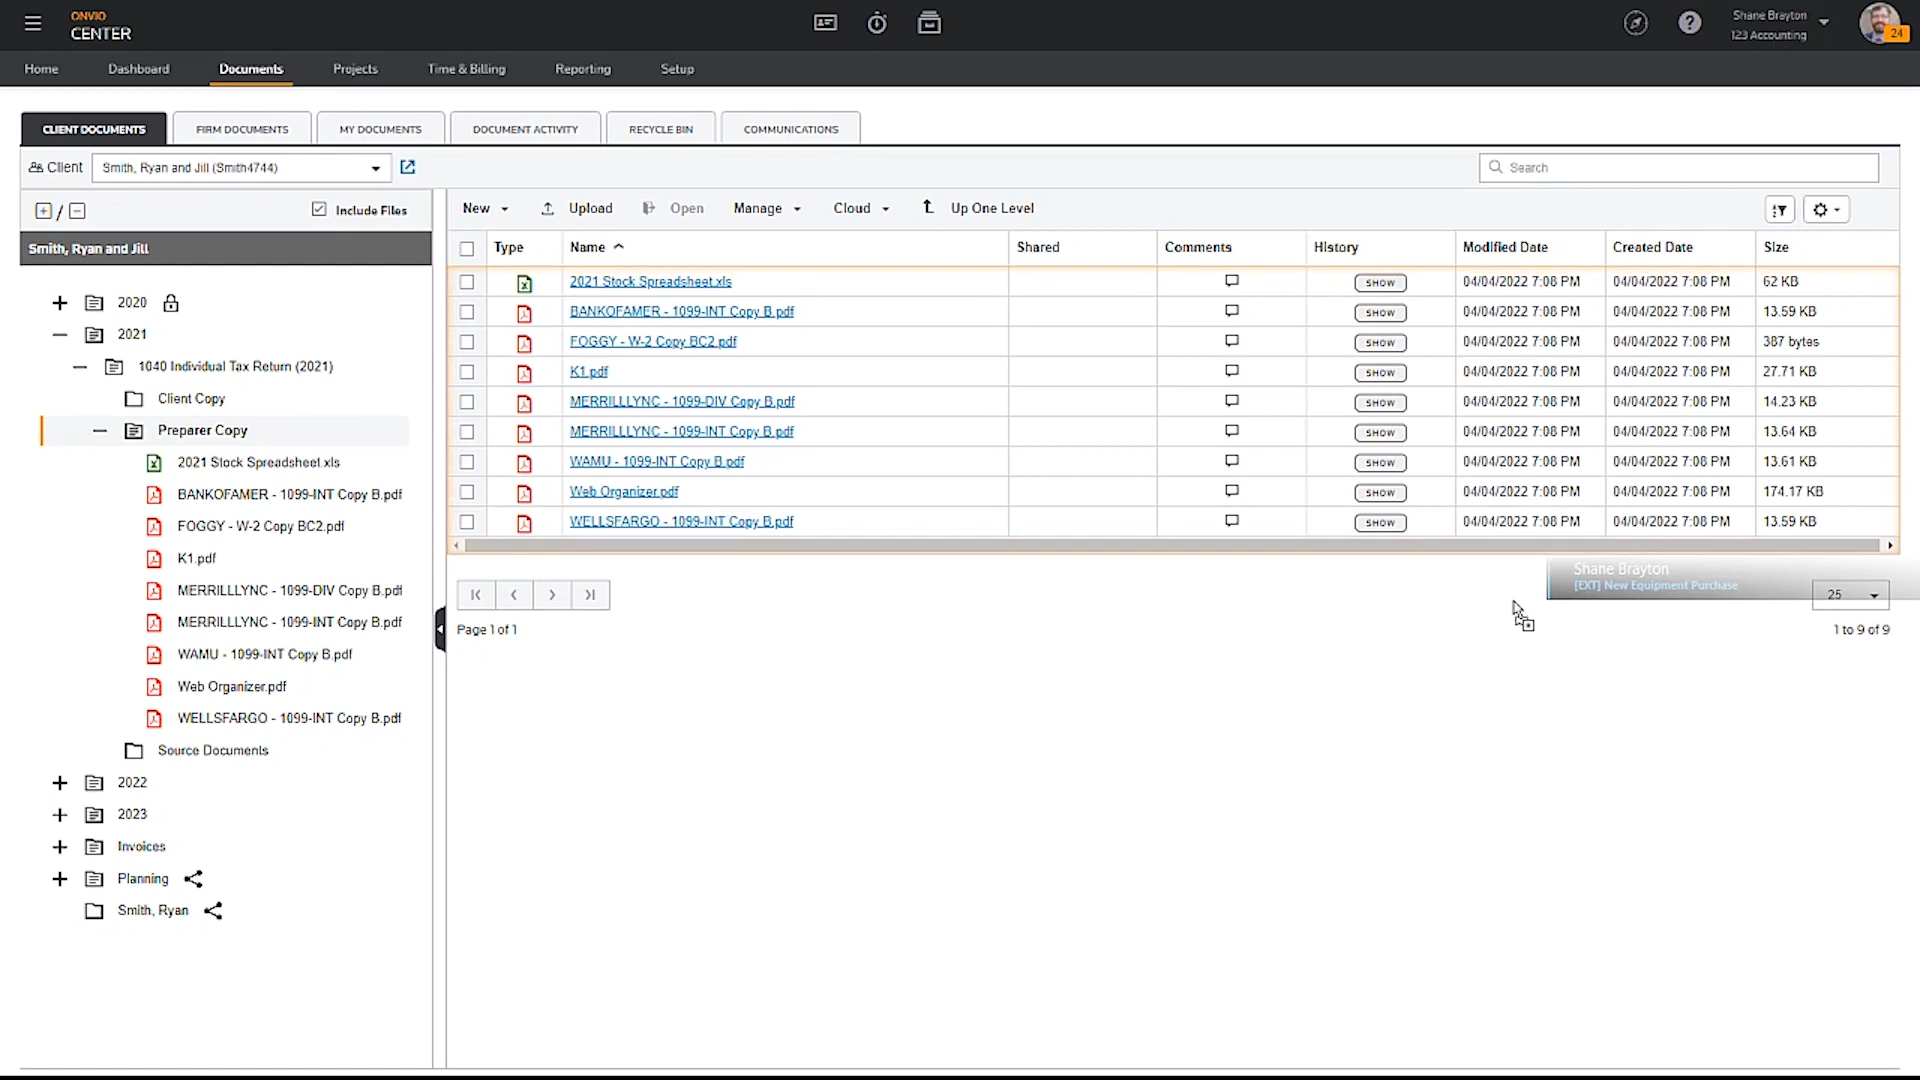 ONVIO
CENTER
Shane Brayton
123 Accounting
24
Home Dashboard Documents Projects Time & Billing Reporting Setup
CLIENT DOCUMENTS FIRM DOCUMENTS MY DOCUMENTS DOCUMENT ACTIVITY RECYCLE BIN COMMUNICATIONS
Client Smith, Ryan and Jill (Smith4744) Search
+ / − Include Files
Smith, Ryan and Jill
2020
2021
1040 Individual Tax Return (2021)
Client Copy
Preparer Copy
2021 Stock Spreadsheet.xls
BANKOFAMER - 1099-INT Copy B.pdf
FOGGY - W-2 Copy BC2.pdf
K1.pdf
MERRILLLYNC - 1099-DIV Copy B.pdf
MERRILLLYNC - 1099-INT Copy B.pdf
WAMU - 1099-INT Copy B.pdf
Web Organizer.pdf
WELLSFARGO - 1099-INT Copy B.pdf
Source Documents
2022
2023
Invoices
Planning
Smith, Ryan
New Upload Open Manage Cloud Up One Level
Type Name Shared Comments History Modified Date Created Date Size
2021 Stock Spreadsheet.xls SHOW 04/04/2022 7:08 PM 04/04/2022 7:08 PM 62 KB
BANKOFAMER - 1099-INT Copy B.pdf SHOW 04/04/2022 7:08 PM 04/04/2022 7:08 PM 13.59 KB
FOGGY - W-2 Copy BC2.pdf SHOW 04/04/2022 7:08 PM 04/04/2022 7:08 PM 387 bytes
K1.pdf SHOW 04/04/2022 7:08 PM 04/04/2022 7:08 PM 27.71 KB
MERRILLLYNC - 1099-DIV Copy B.pdf SHOW 04/04/2022 7:08 PM 04/04/2022 7:08 PM 14.23 KB
MERRILLLYNC - 1099-INT Copy B.pdf SHOW 04/04/2022 7:08 PM 04/04/2022 7:08 PM 13.64 KB
WAMU - 1099-INT Copy B.pdf SHOW 04/04/2022 7:08 PM 04/04/2022 7:08 PM 13.61 KB
Web Organizer.pdf SHOW 04/04/2022 7:08 PM 04/04/2022 7:08 PM 174.17 KB
WELLSFARGO - 1099-INT Copy B.pdf SHOW 04/04/2022 7:08 PM 04/04/2022 7:08 PM 13.59 KB
Shane Brayton
[EXT] New Equipment Purchase
25
Page 1 of 1 1 to 9 of 9